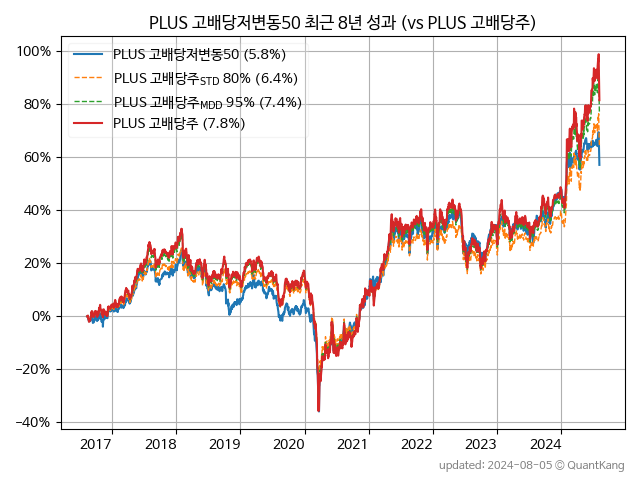 PLUS 고배당저변동50 최근 8년 성과 (vs PLUS 고배당주)
100%
80%
60%
40%
20%
0%
−20%
−40%
PLUS 고배당저변동50 (5.8%)
PLUS 고배당주STD 80% (6.4%)
PLUS 고배당주MDD 95% (7.4%)
PLUS 고배당주 (7.8%)
2017 2018 2019 2020 2021 2022 2023 2024
updated: 2024-08-05 © QuantKang